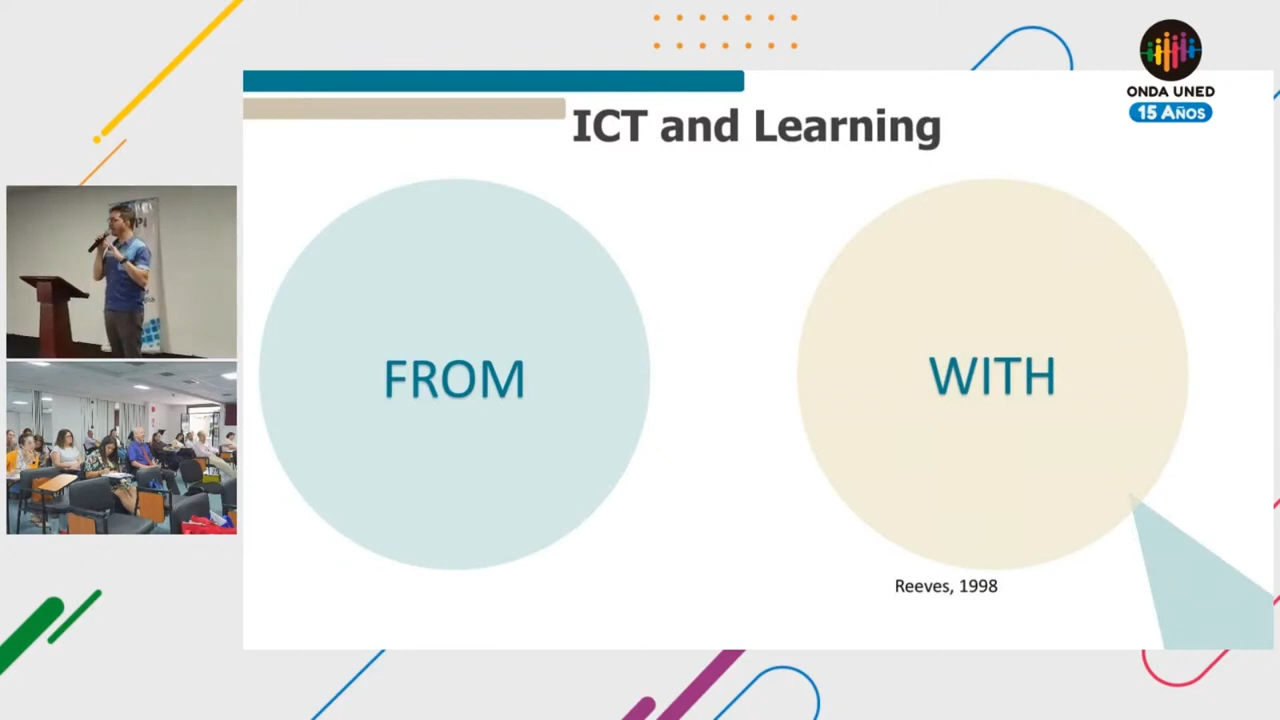 ONDA UNED
15 AÑOS
ICT and Learning
FROM
WITH
Reeves, 1998